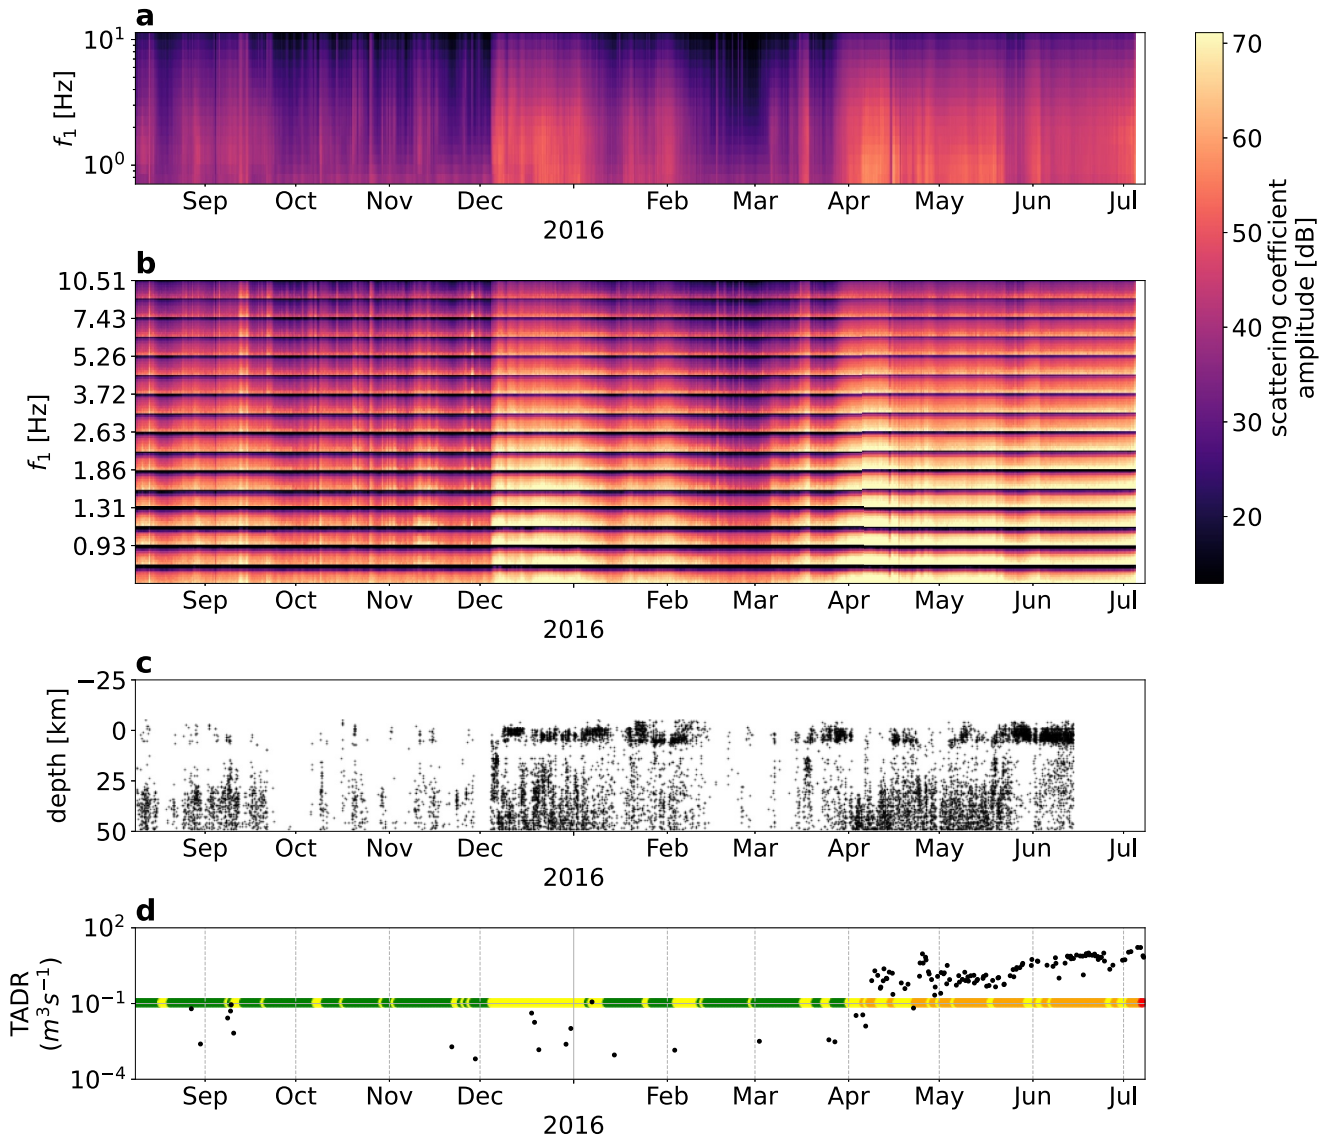 a
10¹
10⁰
f₁ [Hz]
Sep Oct Nov Dec Feb Mar Apr May Jun Jul
2016
70
60
50
40
30
20
scattering coefficient
amplitude [dB]
b
10.51
7.43
5.26
3.72
2.63
1.86
1.31
0.93
f₁ [Hz]
Sep Oct Nov Dec Feb Mar Apr May Jun Jul
2016
c
−25
0
25
50
depth [km]
Sep Oct Nov Dec Feb Mar Apr May Jun Jul
2016
d
10²
10⁻¹
10⁻⁴
TADR
(m³s⁻¹)
Sep Oct Nov Dec Feb Mar Apr May Jun Jul
2016